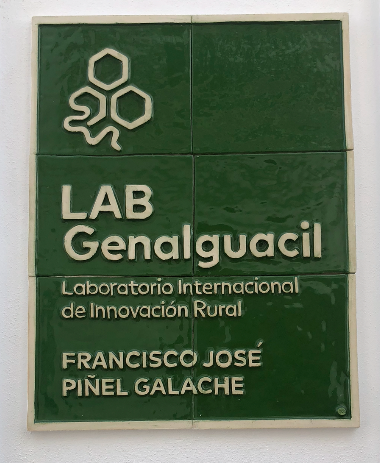 LAB
Genalguacil
Laboratorio Internacional
de Innovación Rural
FRANCISCO JOSÉ
PIÑEL GALACHE